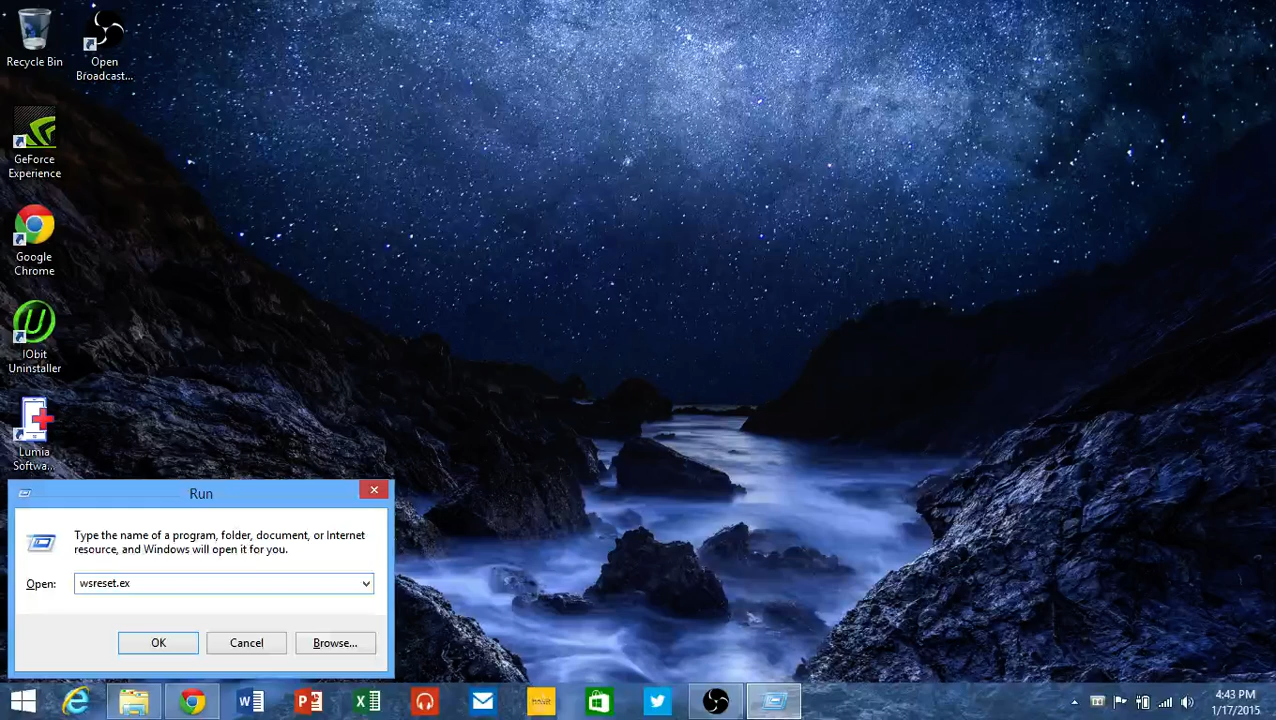 Recycle Bin
Open
Broadcast...
GeForce
Experience
Google
Chrome
IObit
Uninstaller
Lumia
Softwa...
Run
Type the name of a program, folder, document, or Internet
resource, and Windows will open it for you.
Open:
wsreset.ex
OK
Cancel
Browse...
4:43 PM
1/17/2015